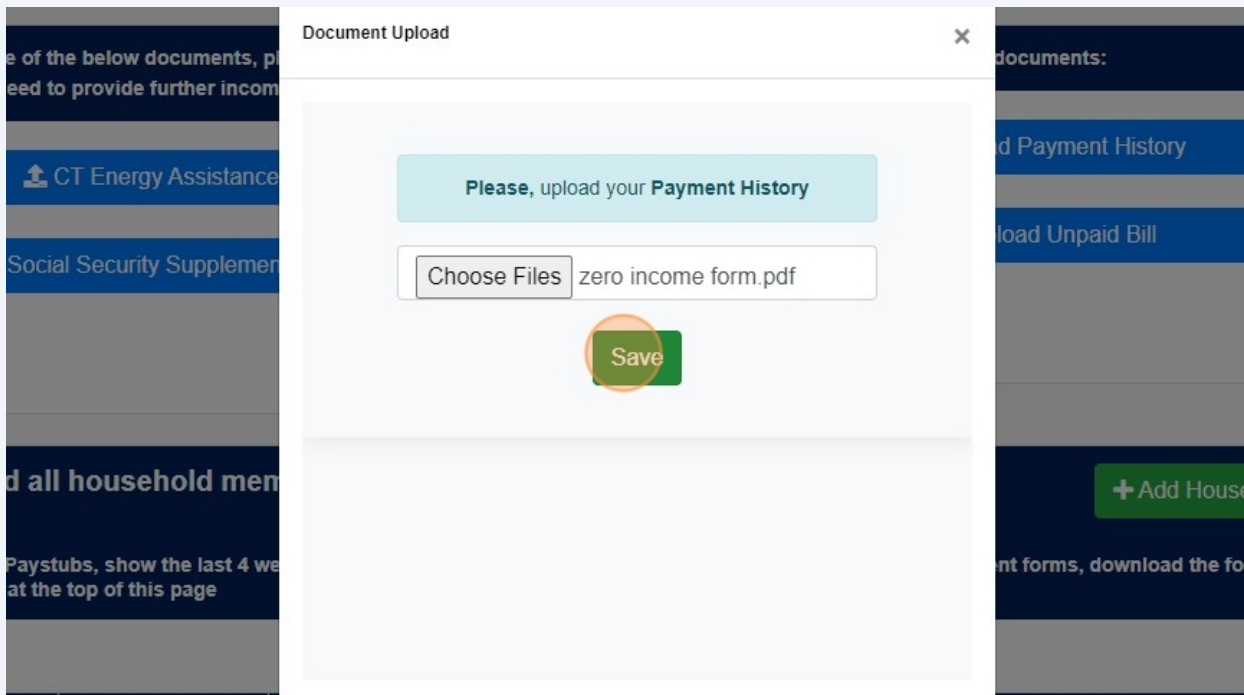 Document Upload
×
e of the below documents, pl
eed to provide further incom
documents:
CT Energy Assistance
d Payment History
Please, upload your Payment History
Social Security Supplemen
load Unpaid Bill
Choose Files zero income form.pdf
Save
d all household mem
+ Add House
Paystubs, show the last 4 we
at the top of this page
nt forms, download the fo